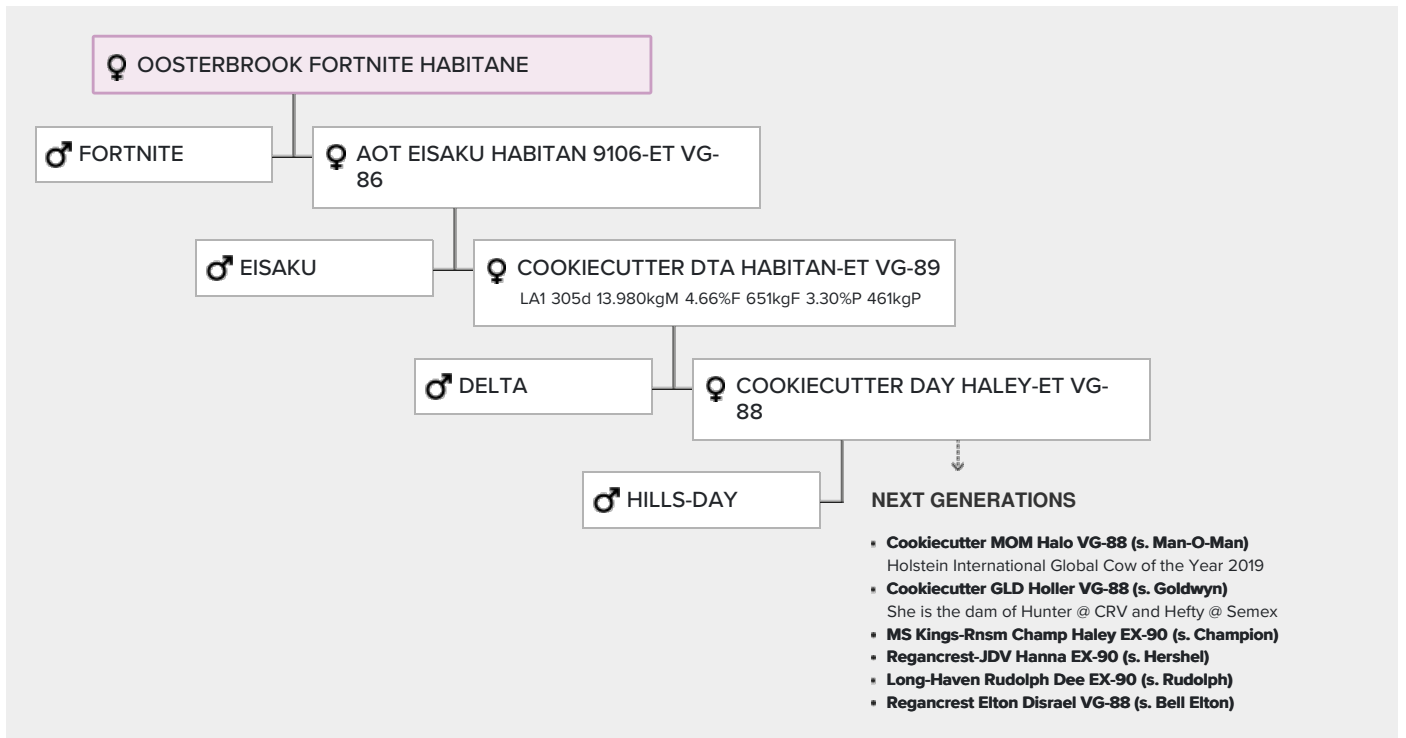 OOSTERBROOK FORTNITE HABITANE
FORTNITE
AOT EISAKU HABITAN 9106-ET VG-
86
EISAKU
COOKIECUTTER DTA HABITAN-ET VG-89
LA1 305d 13.980kgM 4.66%F 651kgF 3.30%P 461kgP
DELTA
COOKIECUTTER DAY HALEY-ET VG-
88
HILLS-DAY
NEXT GENERATIONS
Cookiecutter MOM Halo VG-88 (s. Man-O-Man)
Holstein International Global Cow of the Year 2019
Cookiecutter GLD Holler VG-88 (s. Goldwyn)
She is the dam of Hunter @ CRV and Hefty @ Semex
MS Kings-Rnsm Champ Haley EX-90 (s. Champion)
Regancrest-JDV Hanna EX-90 (s. Hershel)
Long-Haven Rudolph Dee EX-90 (s. Rudolph)
Regancrest Elton Disrael VG-88 (s. Bell Elton)